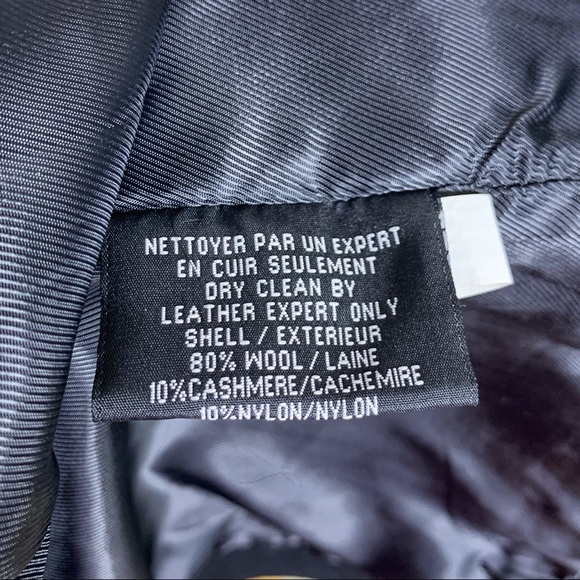 NETTOYER PAR UN EXPERT
EN CUIR SEULEMENT
DRY CLEAN BY
LEATHER EXPERT ONLY
SHELL / EXTERIEUR
80% WOOL / LAINE
10%CASHMERE/CACHEMIRE
10%NYLON/NYLON